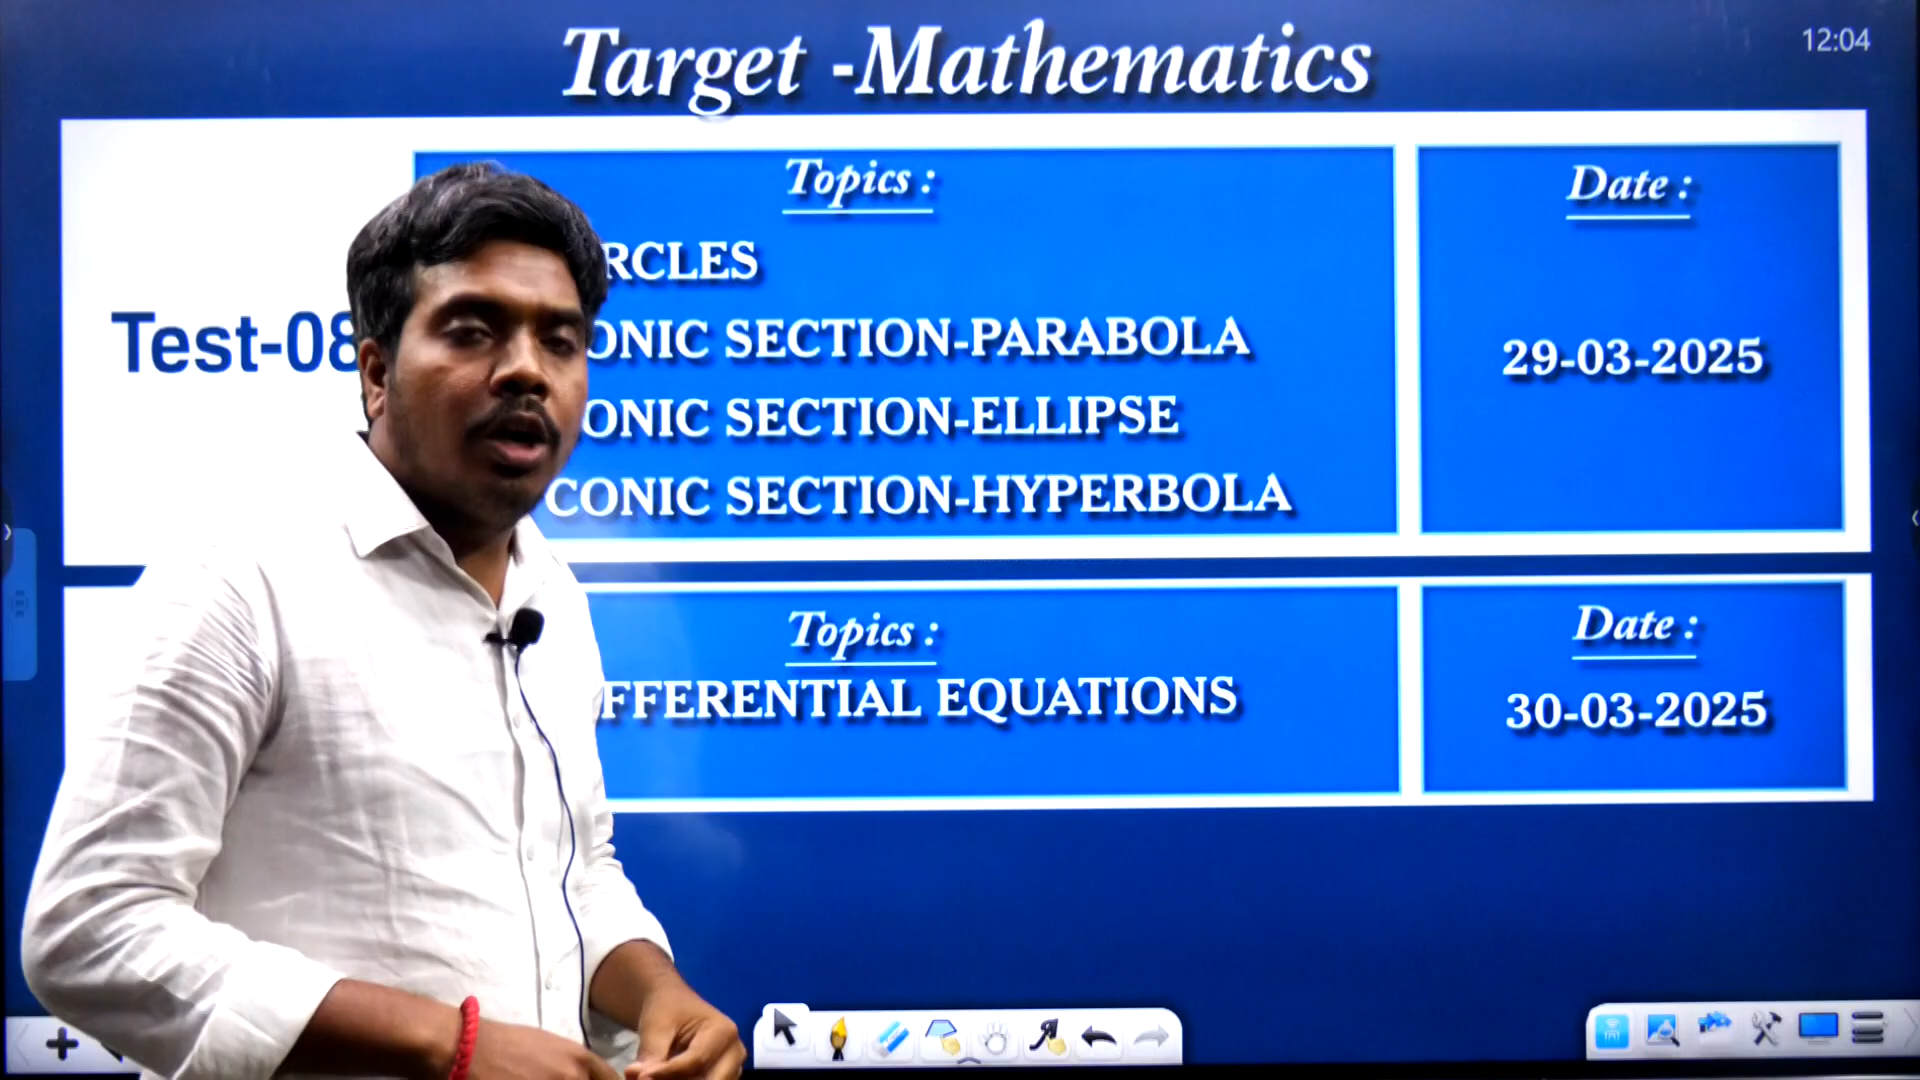 Target -Mathematics
12:04
Topics :
Date :
RCLES
Test-08
ONIC SECTION-PARABOLA
29-03-2025
ONIC SECTION-ELLIPSE
CONIC SECTION-HYPERBOLA
Topics :
Date :
FFERENTIAL EQUATIONS
30-03-2025